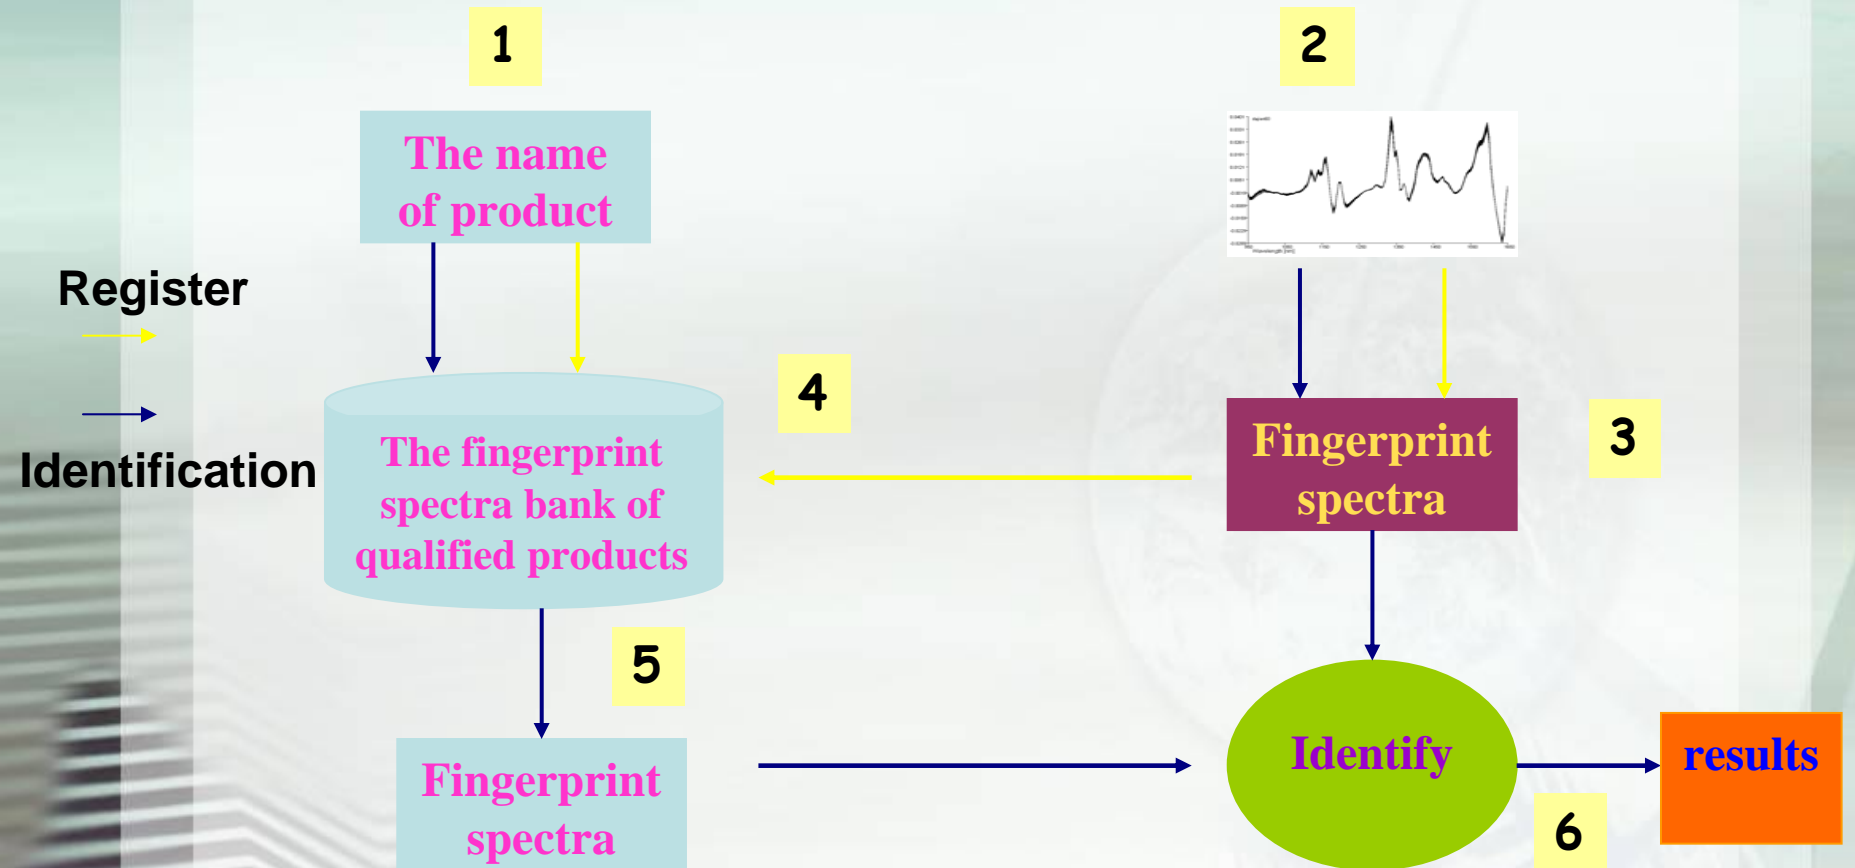 1
2
The name
of product
Register
4
3
The fingerprint
spectra bank of
qualified products
Fingerprint
spectra
Identification
5
Fingerprint
spectra
Identify
results
6